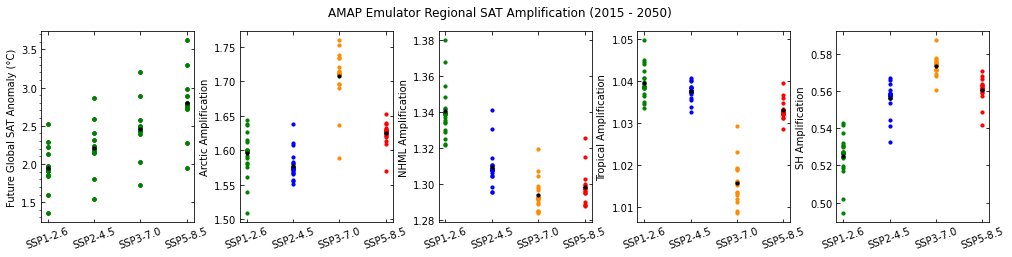 AMAP Emulator Regional SAT Amplification (2015 - 2050)
Future Global SAT Anomaly (°C)
3.5
3.0
2.5
2.0
1.5
SSP1-2.6
SSP2-4.5
SSP3-7.0
SSP5-8.5
Arctic Amplification
1.75
1.70
1.65
1.60
1.55
1.50
SSP1-2.6
SSP2-4.5
SSP3-7.0
SSP5-8.5
NHML Amplification
1.38
1.36
1.34
1.32
1.30
1.28
SSP1-2.6
SSP2-4.5
SSP3-7.0
SSP5-8.5
Tropical Amplification
1.05
1.04
1.03
1.02
1.01
SSP1-2.6
SSP2-4.5
SSP3-7.0
SSP5-8.5
SH Amplification
0.58
0.56
0.54
0.52
0.50
SSP1-2.6
SSP2-4.5
SSP3-7.0
SSP5-8.5